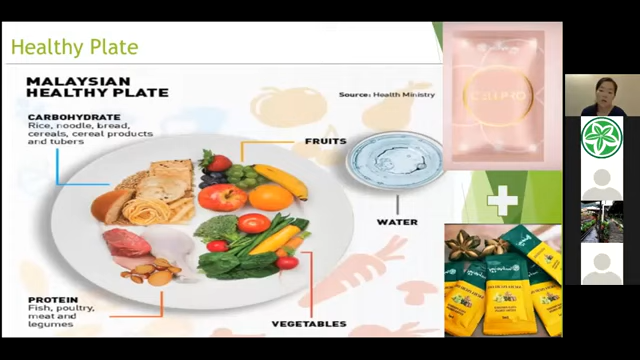 Healthy Plate
MALAYSIAN
HEALTHY PLATE
Source: Health Ministry
CARBOHYDRATE
Rice, noodle, bread,
cereals, cereal products
and tubers
FRUITS
WATER
PROTEIN
Fish, poultry,
meat and
legumes
VEGETABLES